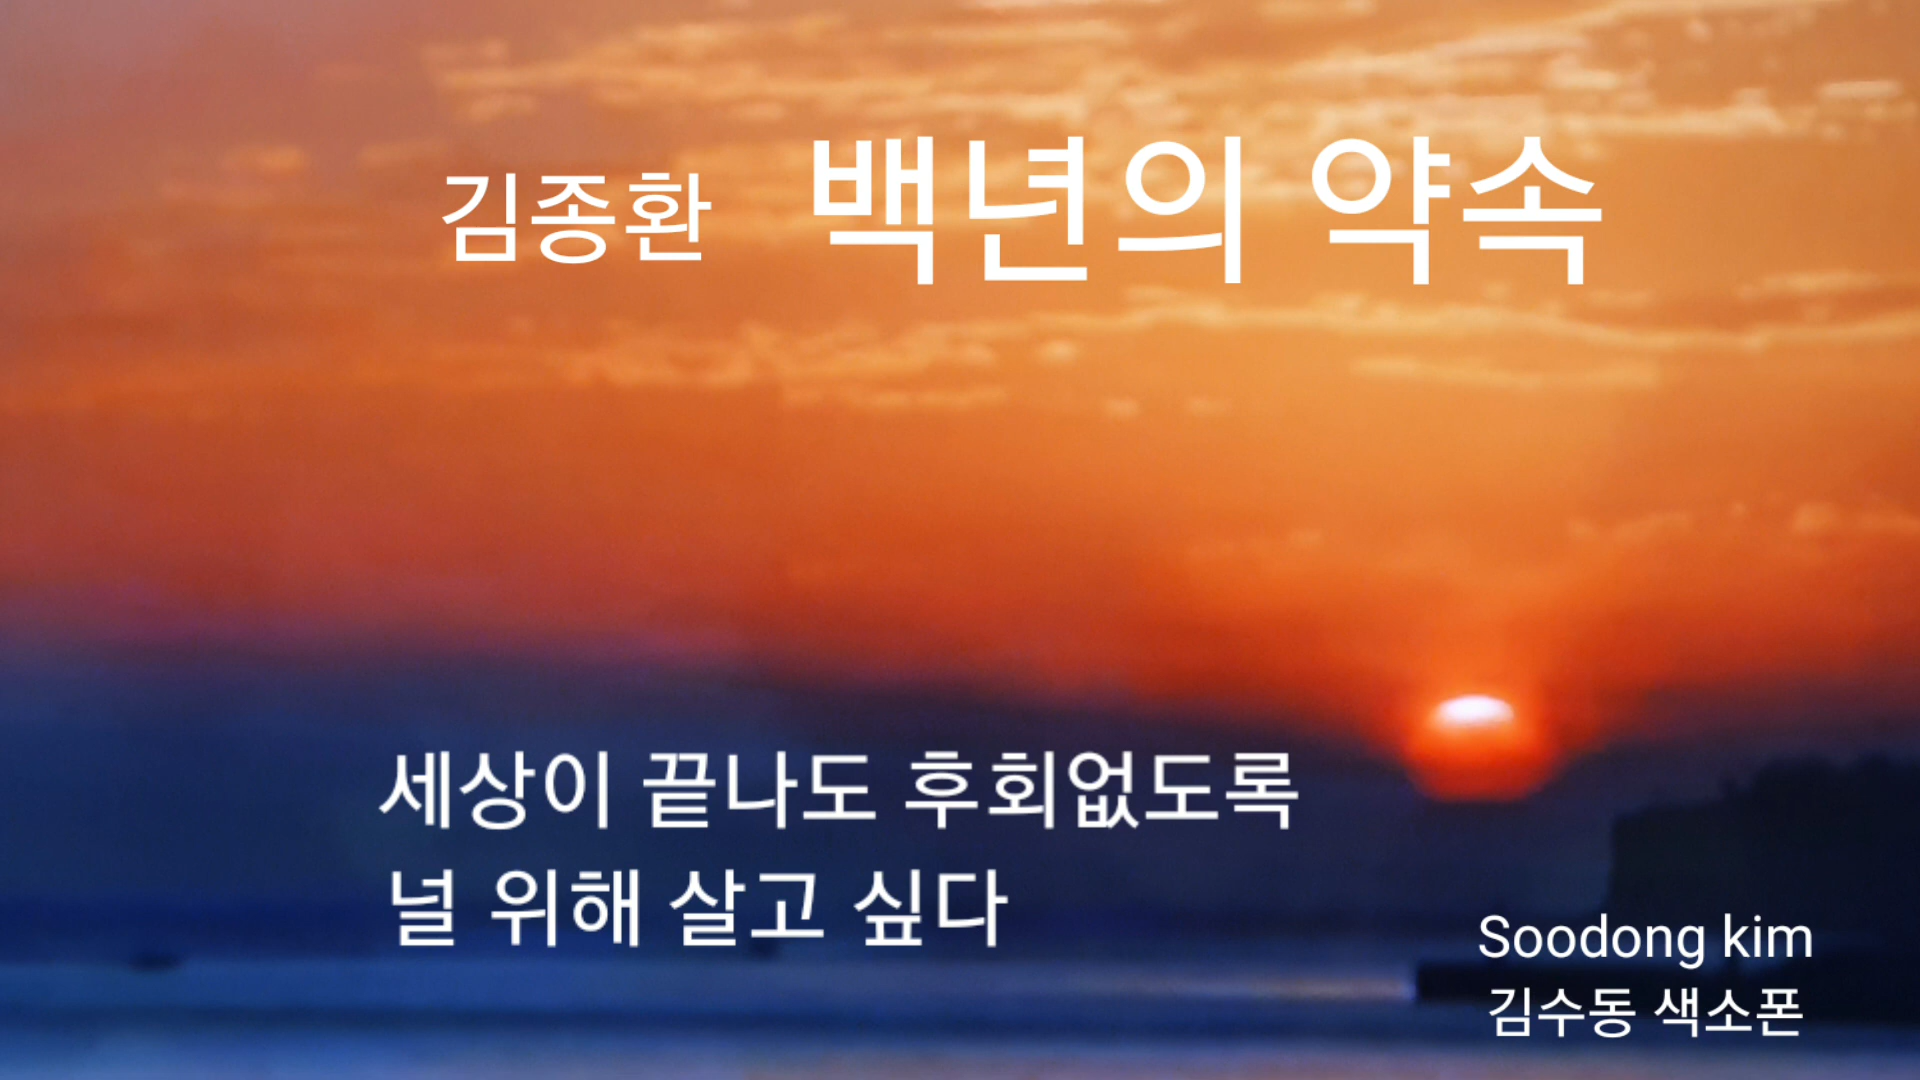 김종환 백년의 약속
세상이 끝나도 후회없도록
널 위해 살고 싶다
Soodong kim
김수동 색소폰